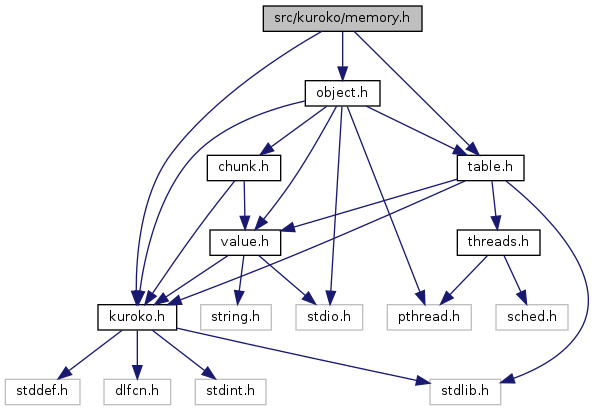 src/kuroko/memory.h
object.h
chunk.h
table.h
value.h
threads.h
kuroko.h
string.h
stdio.h
pthread.h
sched.h
stddef.h
dlfcn.h
stdint.h
stdlib.h